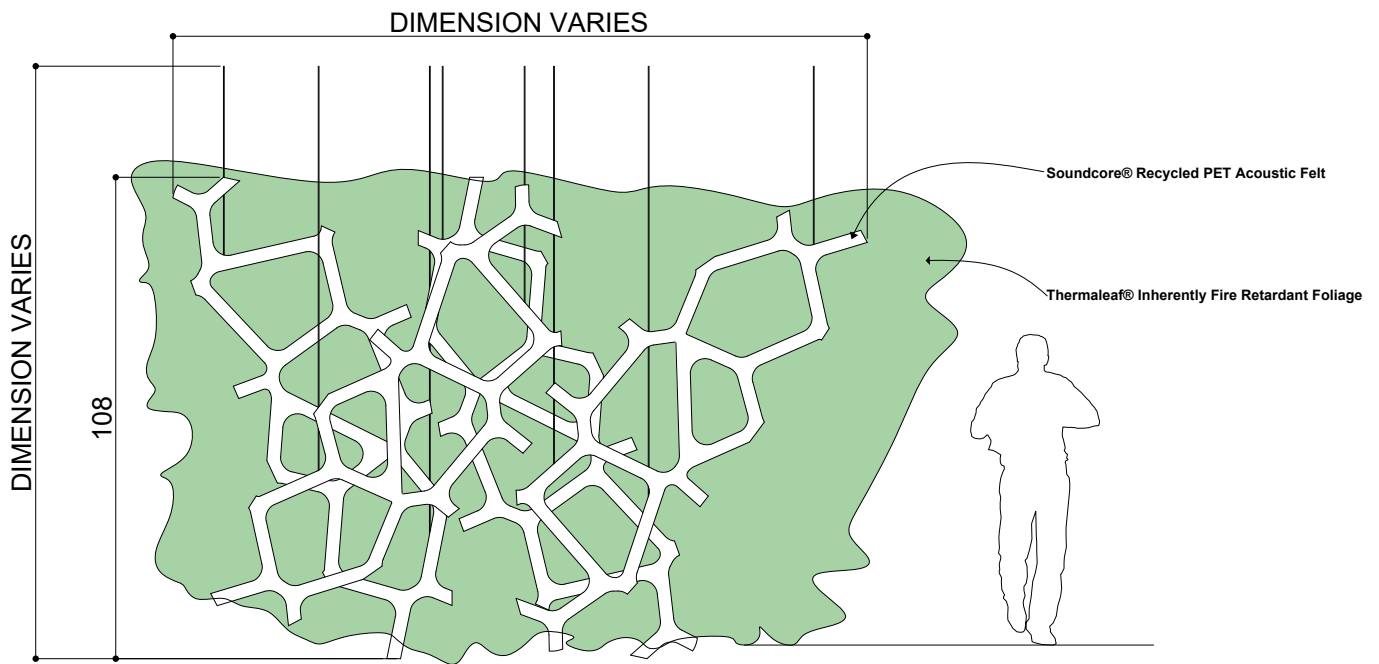 DIMENSION VARIES
DIMENSION VARIES
108
Soundcore® Recycled PET Acoustic Felt
Thermaleaf® Inherently Fire Retardant Foliage